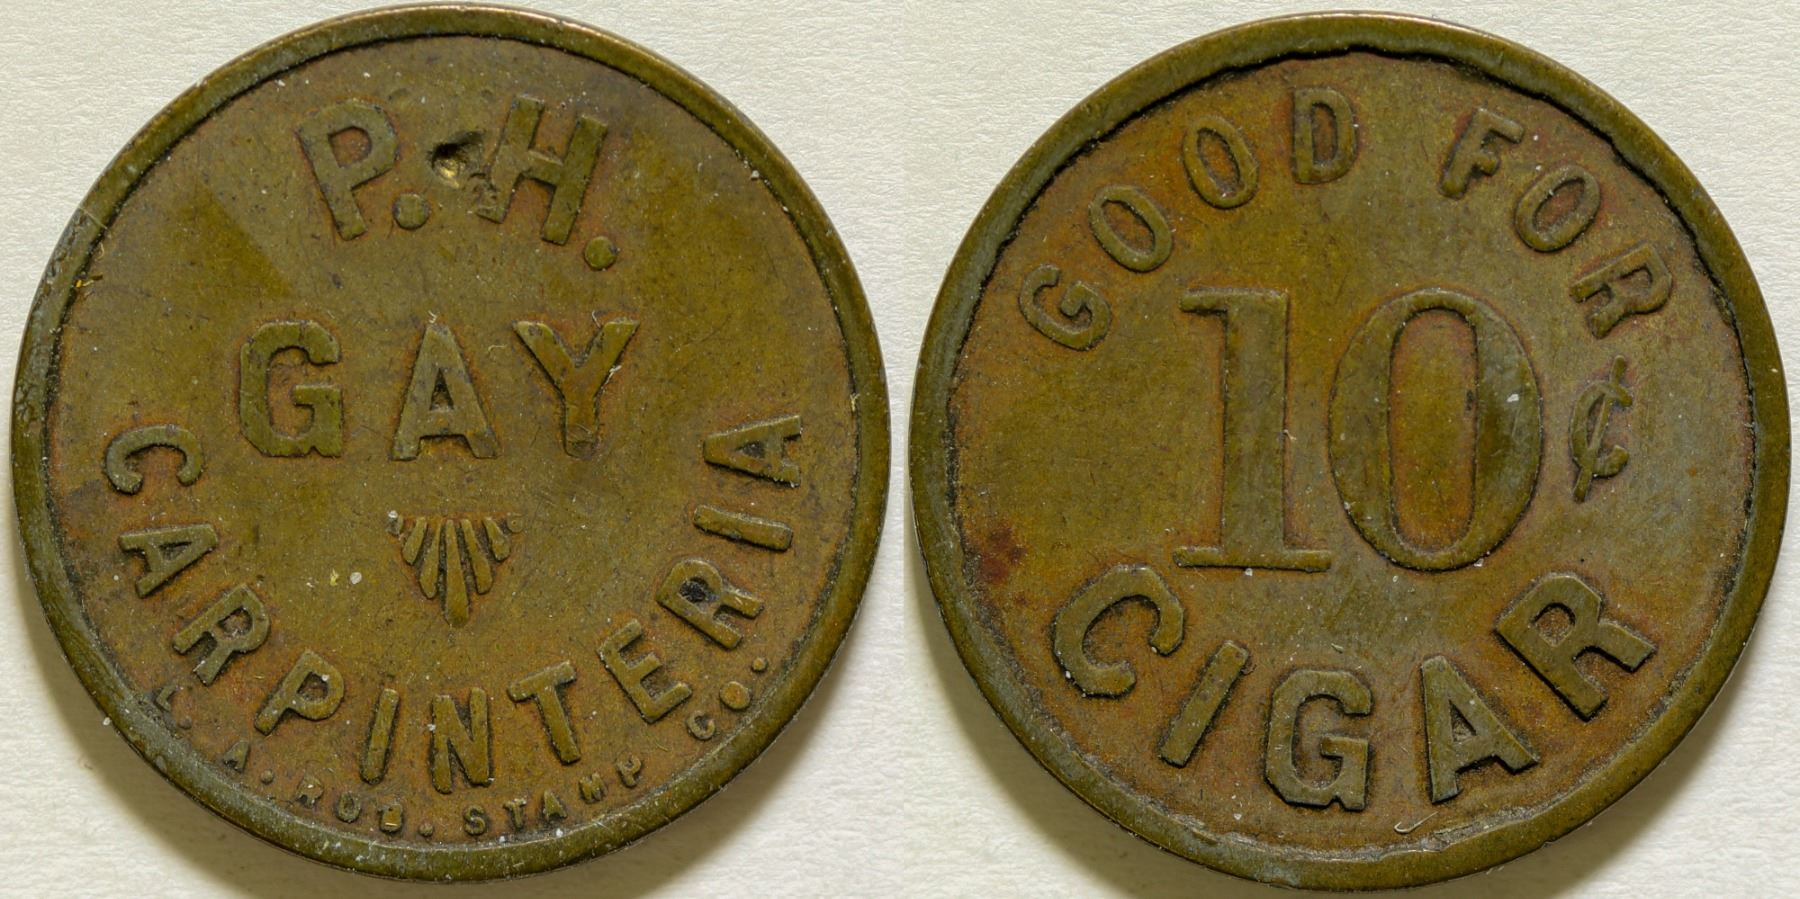 P. H.
GAY
CARPINTERIA
L. A. RUB. STAMP CO.
GOOD FOR
10¢
CIGAR